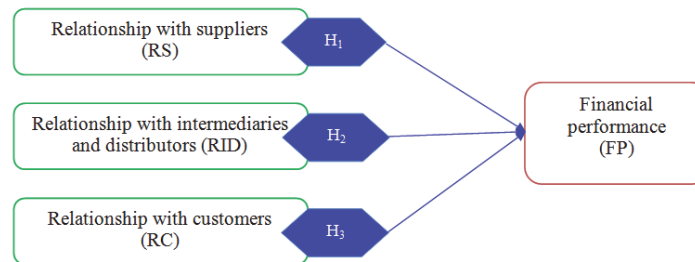 Relationship with suppliers
(RS)
H1
Relationship with intermediaries
and distributors (RID)
H2
Relationship with customers
(RC)
H3
Financial
performance
(FP)